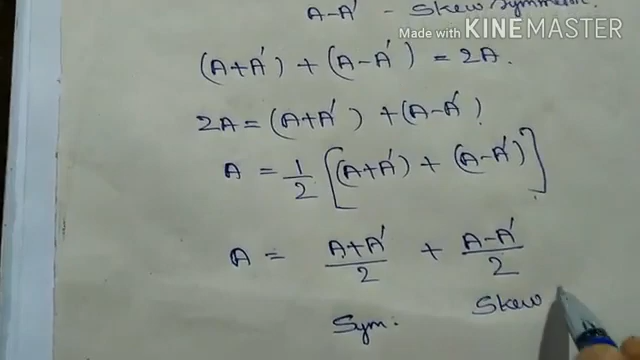 A-A' - Skew symmetric.
Made with KINEMASTER
(A+A') + (A-A') = 2A.
2A = (A+A') + (A-A')
A = 1/2 [(A+A') + (A-A')]
A = A+A'/2 + A-A'/2
Sym. Skew